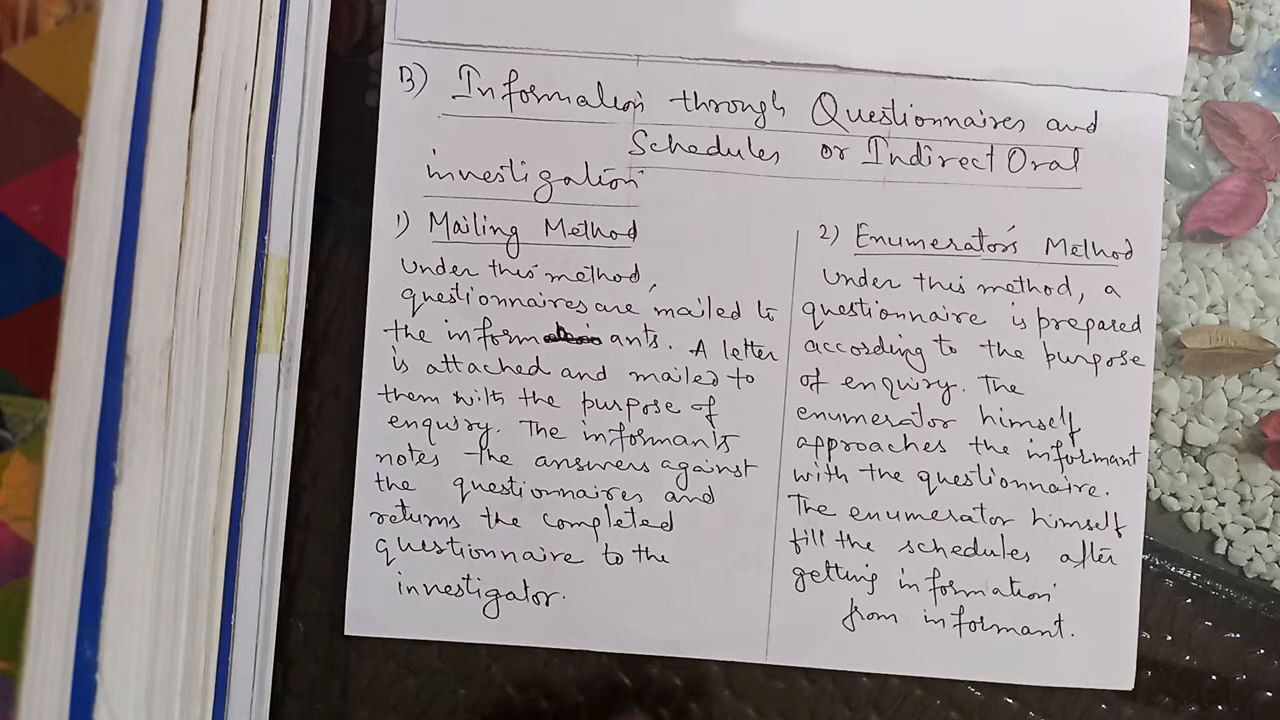 B) Information through Questionnaires and
Schedules or Indirect Oral
investigation
1) Mailing Method
Under this method,
questionnaires are mailed to
the informants. A letter
is attached and mailed to
them with the purpose of
enquiry. The informants
notes the answers against
the questionnaires and
returns the completed
questionnaire to the
investigator.
2) Enumerator's Method
Under this method, a
questionnaire is prepared
according to the purpose
of enquiry. The
enumerator himself
approaches the informant
with the questionnaire.
The enumerator himself
fill the schedules after
getting information
from informant.